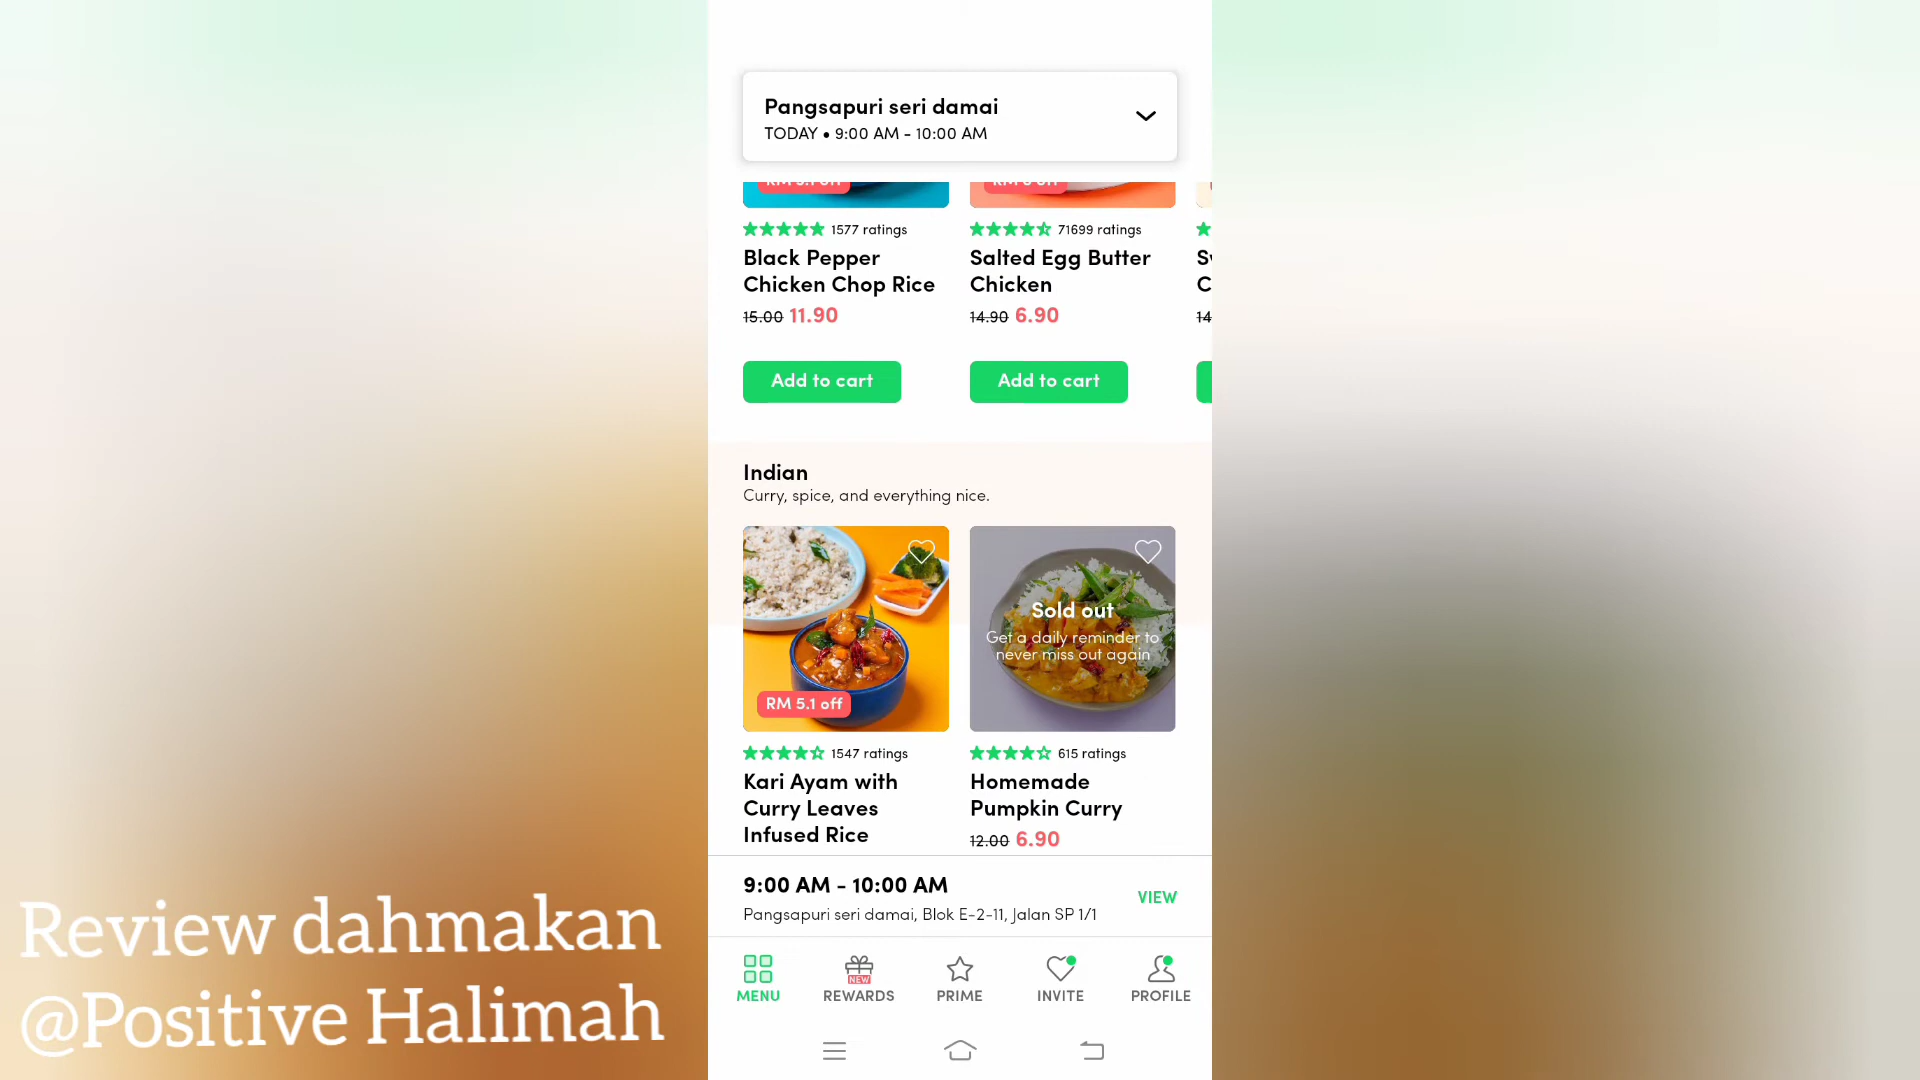 Pangsapuri seri damai
TODAY • 9:00 AM - 10:00 AM
1577 ratings
71699 ratings
Black Pepper
Chicken Chop Rice
15.00 11.90
Salted Egg Butter
Chicken
14.90 6.90
Add to cart
Add to cart
Indian
Curry, spice, and everything nice.
RM 5.1 off
Sold out
Get a daily reminder to
never miss out again
1547 ratings
615 ratings
Kari Ayam with
Curry Leaves
Infused Rice
Homemade
Pumpkin Curry
12.00 6.90
9:00 AM - 10:00 AM
Pangsapuri seri damai, Blok E-2-11, Jalan SP 1/1
VIEW
MENU
NEW
REWARDS
PRIME
INVITE
PROFILE
Review dahmakan
@Positive Halimah